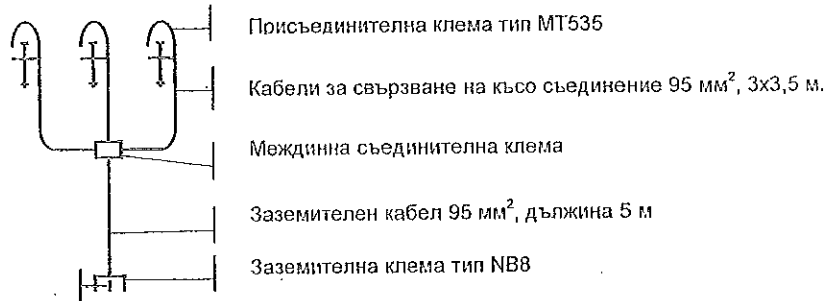 Присъединителна клема тип МТ535
Кабели за свързване на късо съединение 95 мм², 3х3,5 м.
Междинна съединителна клема
Заземителен кабел 95 мм², дължина 5 м
Заземителна клема тип NB8